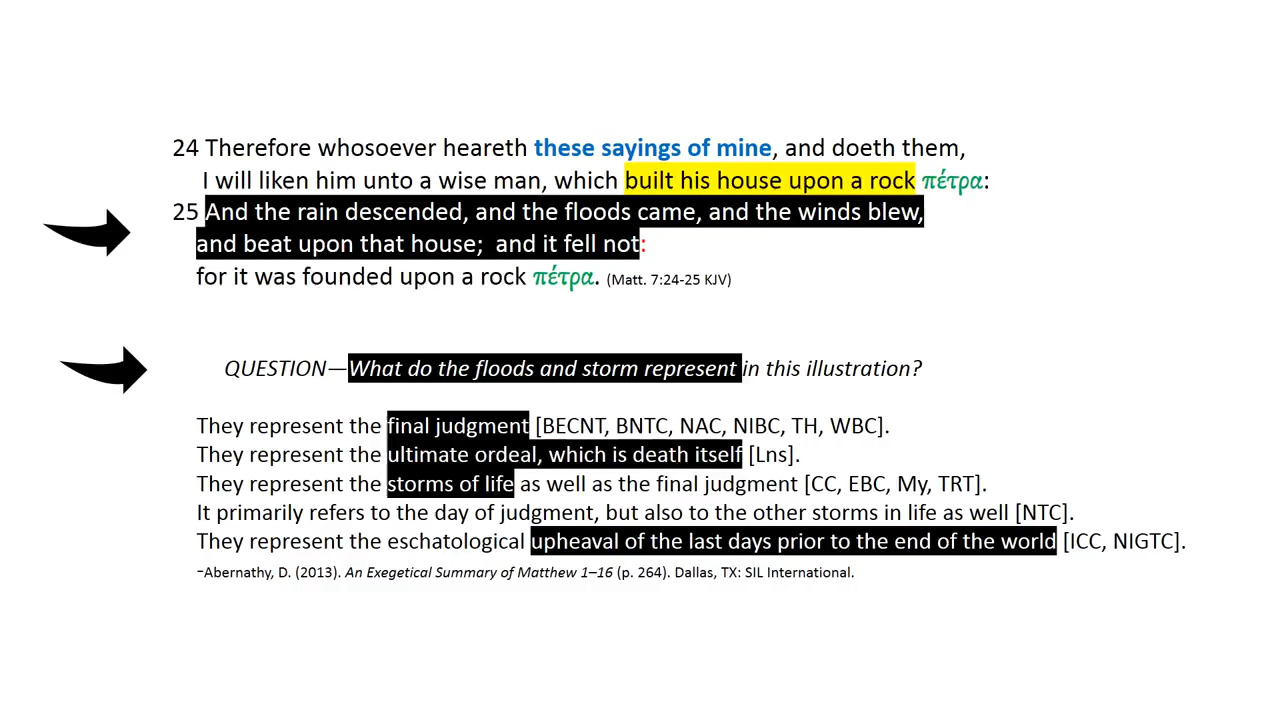 24 Therefore whosoever heareth these sayings of mine, and doeth them,
I will liken him unto a wise man, which built his house upon a rock πέτρα:
25 And the rain descended, and the floods came, and the winds blew,
and beat upon that house; and it fell not:
for it was founded upon a rock πέτρα. (Matt. 7:24-25 KJV)
QUESTION—What do the floods and storm represent in this illustration?
They represent the final judgment [BECNT, BNTC, NAC, NIBC, TH, WBC].
They represent the ultimate ordeal, which is death itself [Lns].
They represent the storms of life as well as the final judgment [CC, EBC, My, TRT].
It primarily refers to the day of judgment, but also to the other storms in life as well [NTC].
They represent the eschatological upheaval of the last days prior to the end of the world [ICC, NIGTC].
-Abernathy, D. (2013). An Exegetical Summary of Matthew 1–16 (p. 264). Dallas, TX: SIL International.